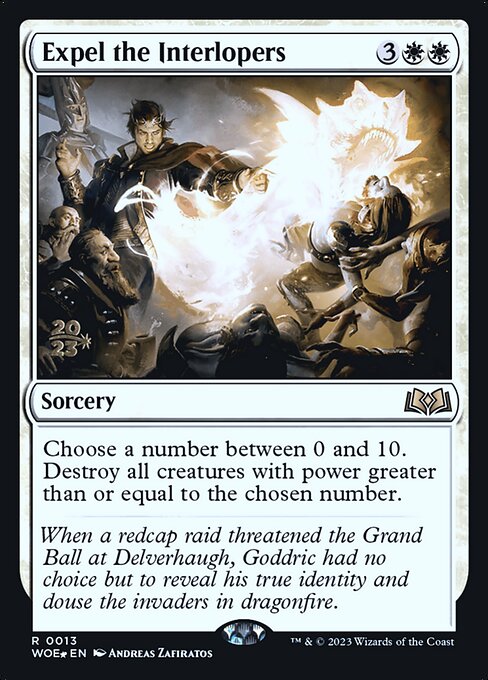 Expel the Interlopers 3
20
23
Sorcery
Choose a number between 0 and 10.
Destroy all creatures with power greater
than or equal to the chosen number.
When a redcap raid threatened the Grand
Ball at Delverhaugh, Goddric had no
choice but to reveal his true identity and
douse the invaders in dragonfire.
R 0013
WOE★EN ANDREAS ZAFIRATOS
™ & © 2023 Wizards of the Coast